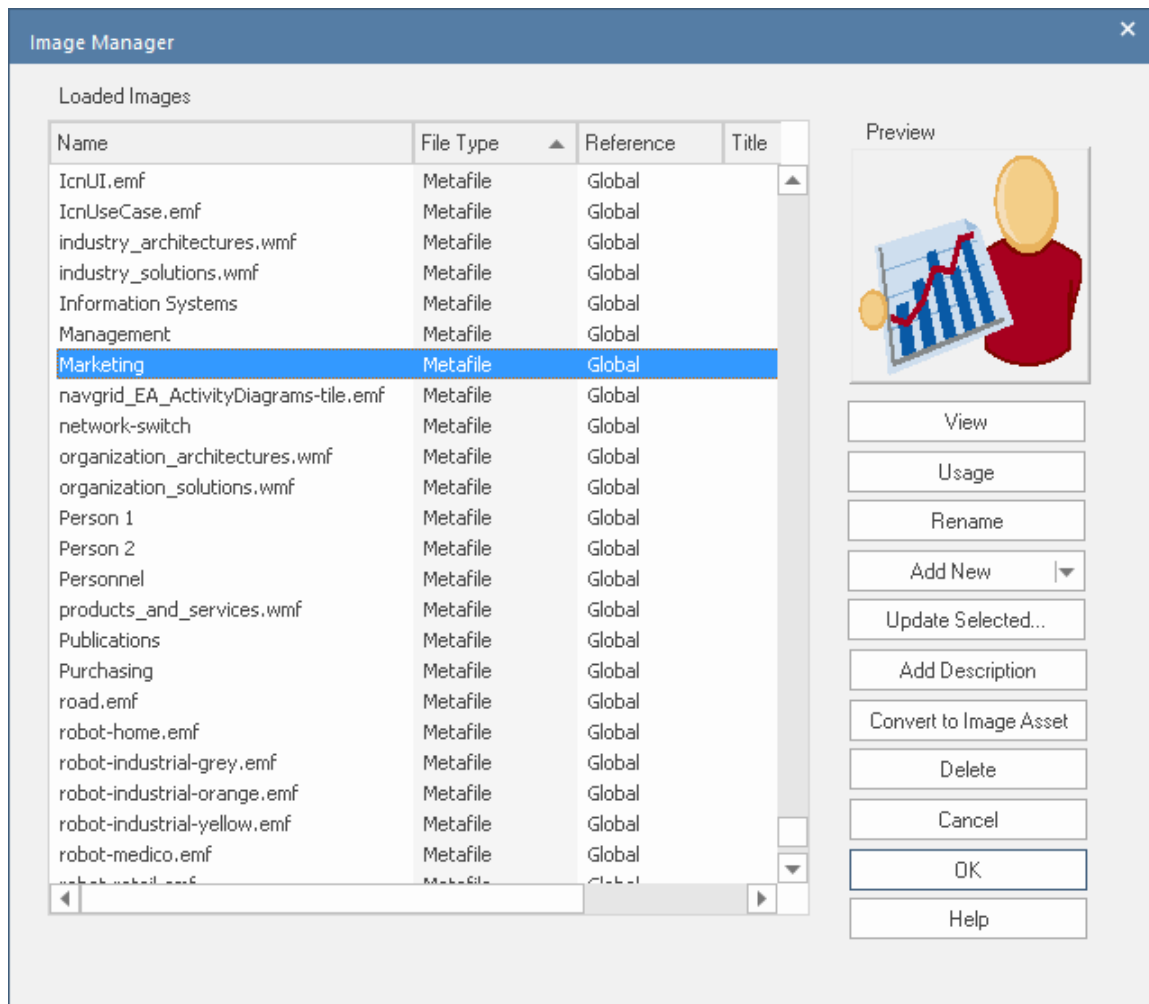 Image Manager
Loaded Images
Name File Type Reference Title
IcnUI.emf Metafile Global
IcnUseCase.emf Metafile Global
industry_architectures.wmf Metafile Global
industry_solutions.wmf Metafile Global
Information Systems Metafile Global
Management Metafile Global
Marketing Metafile Global
navgrid_EA_ActivityDiagrams-tile.emf Metafile Global
network-switch Metafile Global
organization_architectures.wmf Metafile Global
organization_solutions.wmf Metafile Global
Person 1 Metafile Global
Person 2 Metafile Global
Personnel Metafile Global
products_and_services.wmf Metafile Global
Publications Metafile Global
Purchasing Metafile Global
road.emf Metafile Global
robot-home.emf Metafile Global
robot-industrial-grey.emf Metafile Global
robot-industrial-orange.emf Metafile Global
robot-industrial-yellow.emf Metafile Global
robot-medico.emf Metafile Global
Preview
View
Usage
Rename
Add New
Update Selected...
Add Description
Convert to Image Asset
Delete
Cancel
OK
Help